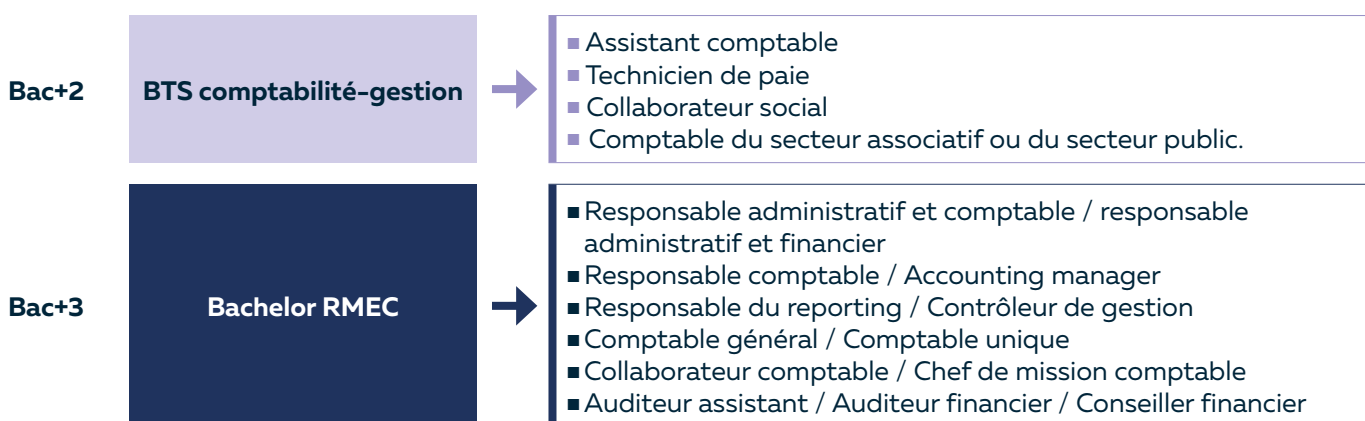 Bac+2
BTS comptabilité-gestion
■ Assistant comptable
■ Technicien de paie
■ Collaborateur social
■ Comptable du secteur associatif ou du secteur public.
Bac+3
Bachelor RMEC
■ Responsable administratif et comptable / responsable
administratif et financier
■ Responsable comptable / Accounting manager
■ Responsable du reporting / Contrôleur de gestion
■ Comptable général / Comptable unique
■ Collaborateur comptable / Chef de mission comptable
■ Auditeur assistant / Auditeur financier / Conseiller financier